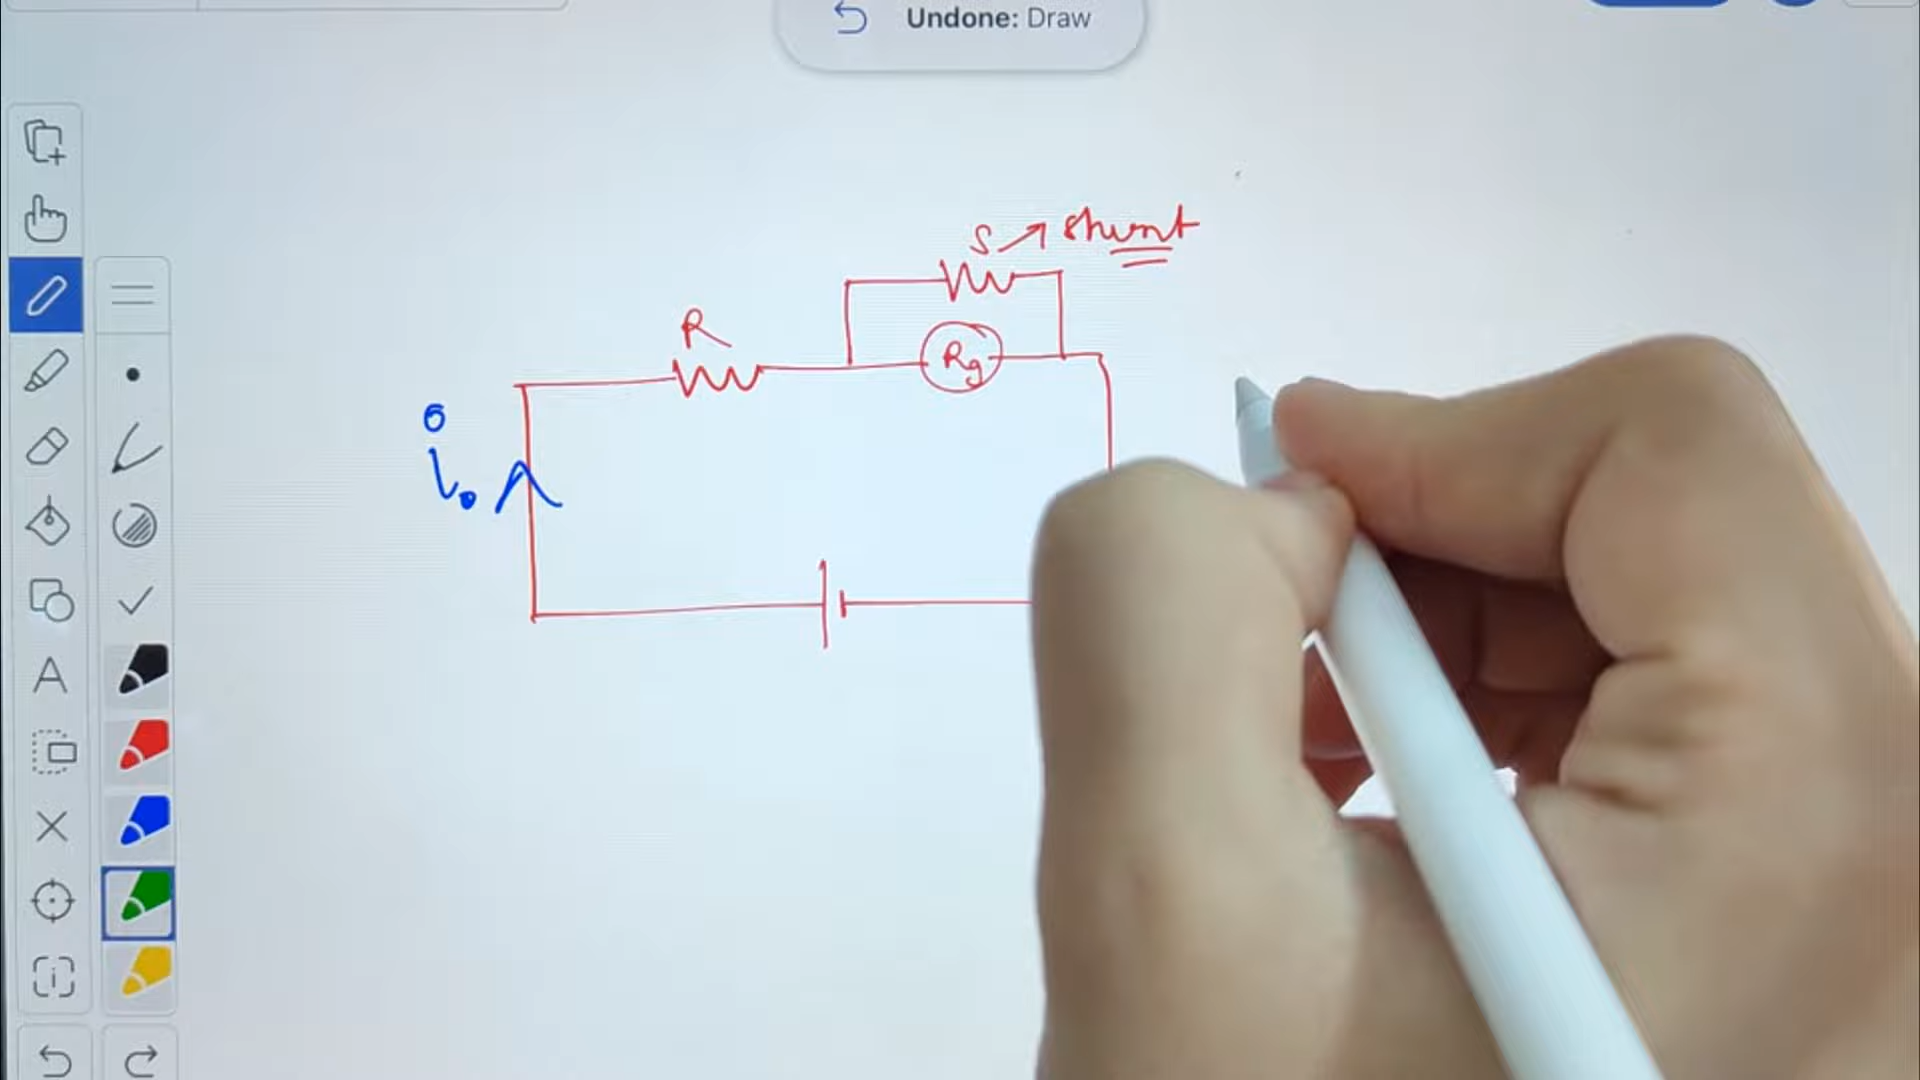 Undone: Draw
S → shunt
R
Rg
i₀
A